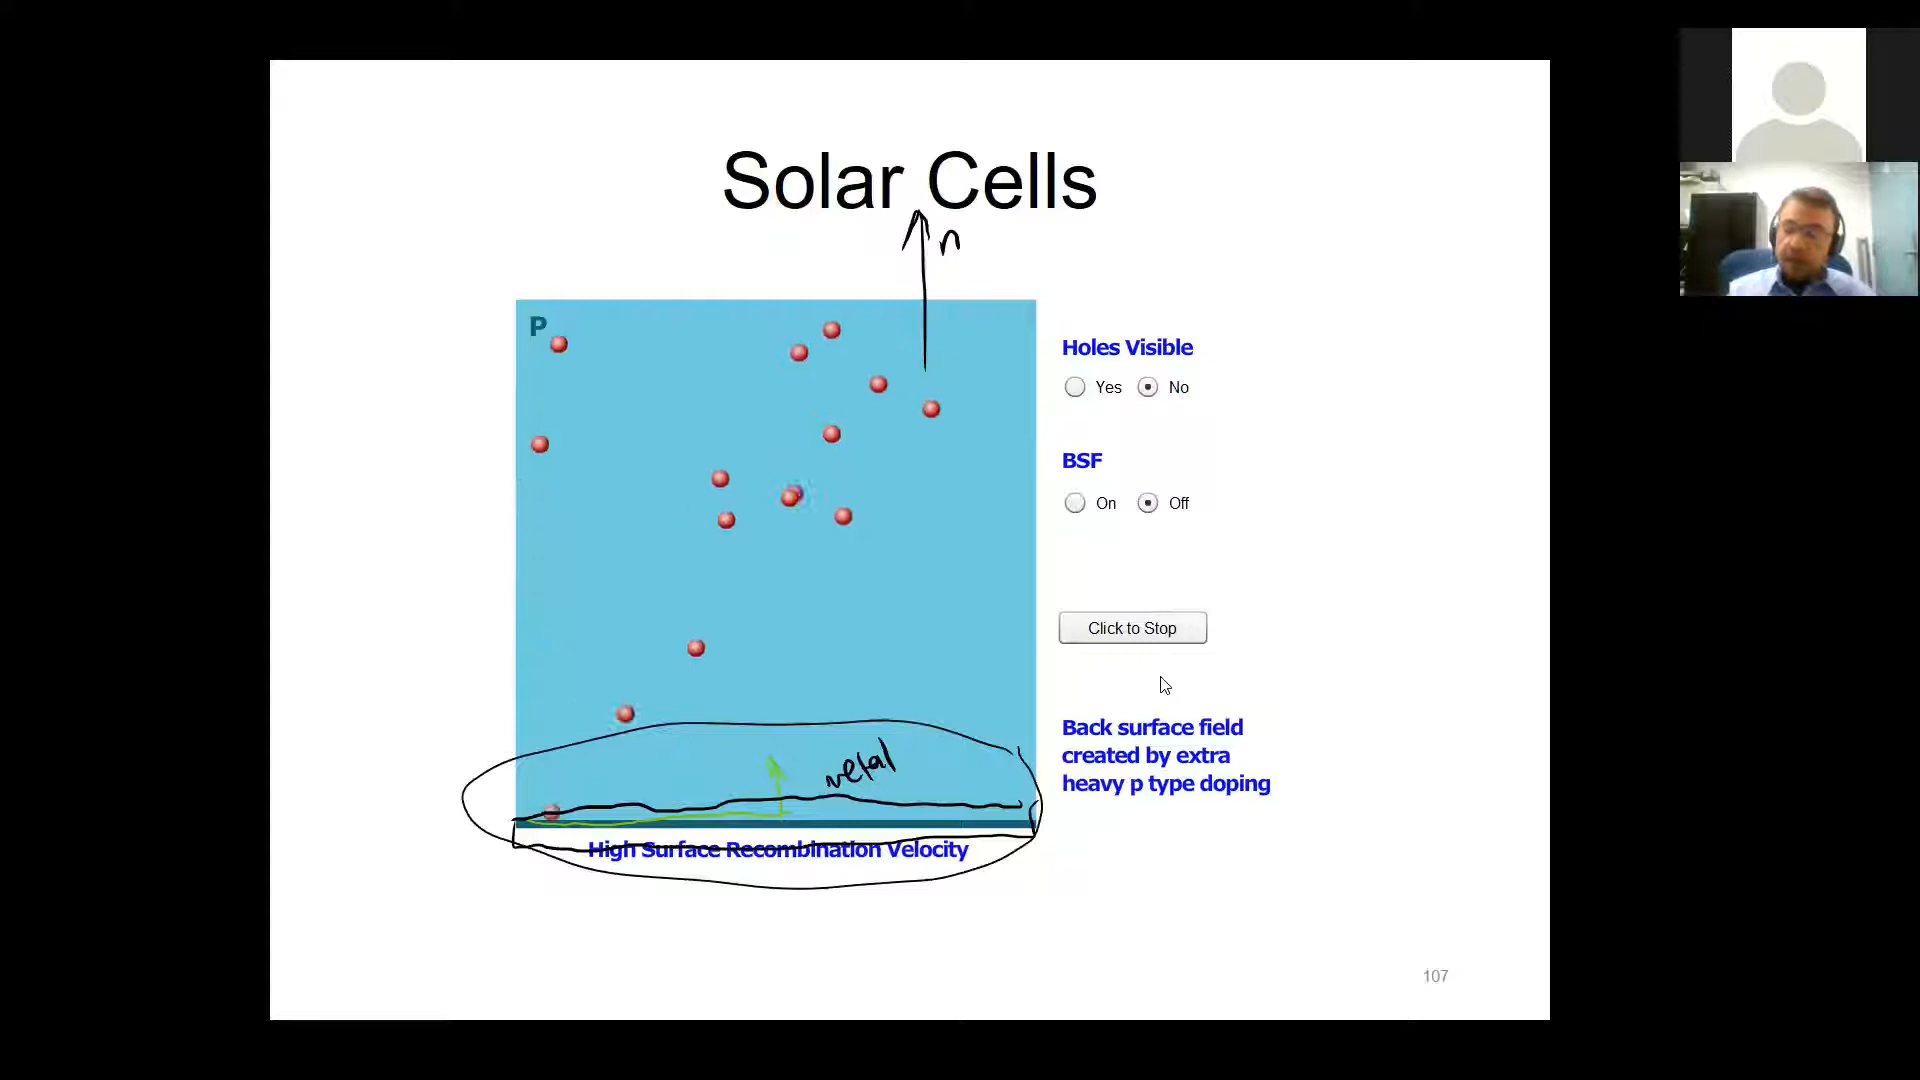 Solar Cells
n
P
Holes Visible
Yes No
BSF
On Off
Click to Stop
Back surface field
created by extra
heavy p type doping
metal
High Surface Recombination Velocity
107